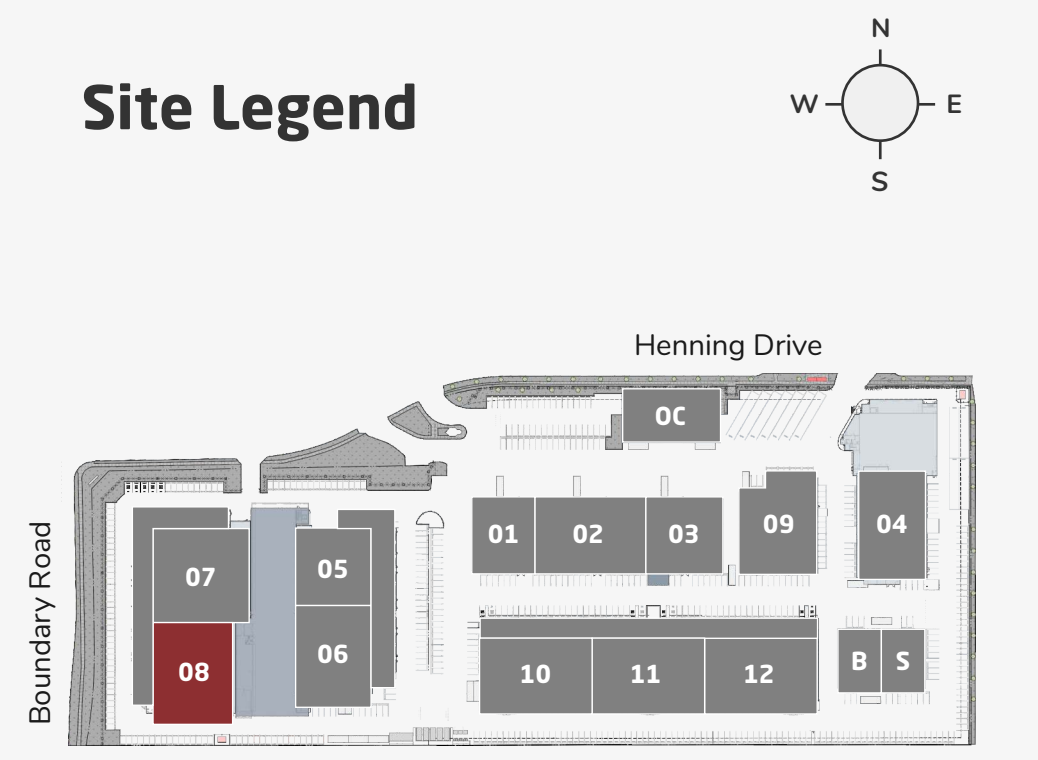 N
Site Legend
W E
S
Henning Drive
OC
01 02 03 09 04
07 05
Boundary Road
06
08
10 11 12 B S